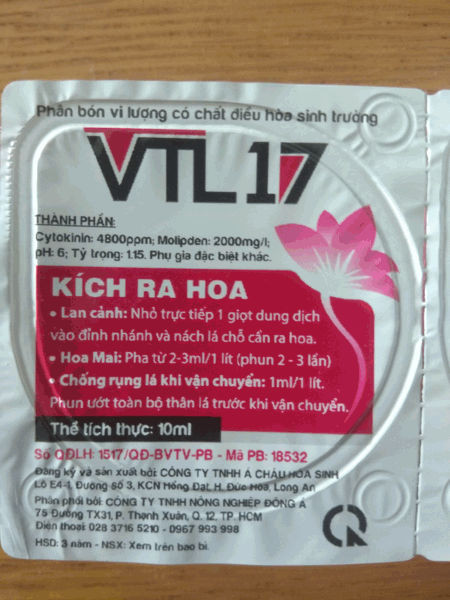 Phân bón vi lượng có chất điều hòa sinh trưởng
VTL 17
THÀNH PHẦN:
Cytokinin: 4800ppm; Molipden: 2000mg/l;
pH: 6; Tỷ trọng: 1.15. Phụ gia đặc biệt khác.
KÍCH RA HOA
• Lan cảnh: Nhỏ trực tiếp 1 giọt dung dịch
vào đỉnh nhánh và nách lá chỗ cần ra hoa.
• Hoa Mai: Pha từ 2-3ml/1 lít (phun 2 - 3 lần)
• Chống rụng lá khi vận chuyển: 1ml/1 lít.
Phun ướt toàn bộ thân lá trước khi vận chuyển.
Thể tích thực: 10ml
Số QĐLH: 1517/QĐ-BVTV-PB - Mã PB: 18532
Đăng ký và sản xuất bởi: CÔNG TY TNHH Á CHÂU HÓA SINH
Lô E4-1, Đường Số 3, KCN Hồng Đạt, H. Đức Hòa, Long An
Phân phối bởi: CÔNG TY TNHH NÔNG NGHIỆP ĐÔNG Á
75 Đường TX31, P. Thạnh Xuân, Q. 12, TP. HCM
Điện thoại: 028 3716 5210 - 0967 993 998
HSD: 3 năm - NSX: Xem trên bao bì.